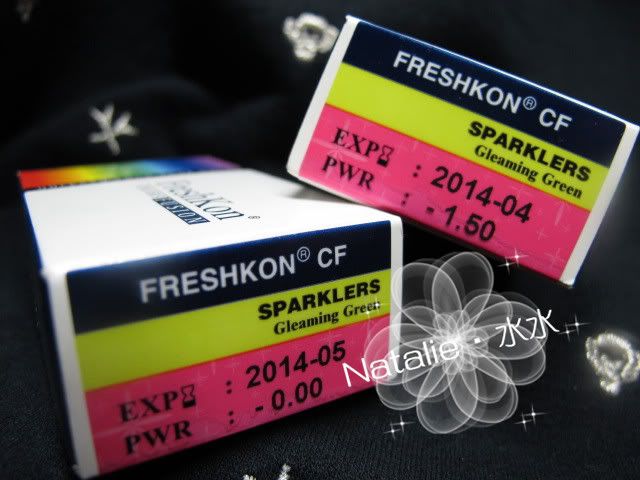 FRESHKON® CF
SPARKLERS
Gleaming Green
EXP : 2014-04
PWR : - 1.50
FreshKon®
FRESHKON® CF
SPARKLERS
Gleaming Green
EXP : 2014-05
PWR : - 0.00
Natalie · 水水